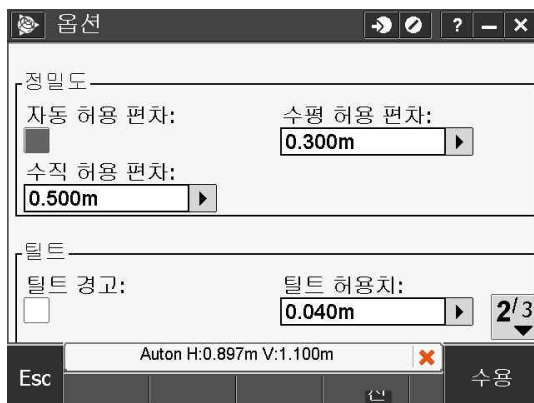 옵션
?
정밀도
자동 허용 편차: 수평 허용 편차:
0.300m
수직 허용 편차:
0.500m
틸트
틸트 경고: 틸트 허용치:
0.040m
2/3
Auton H:0.897m V:1.100m
Esc 수용